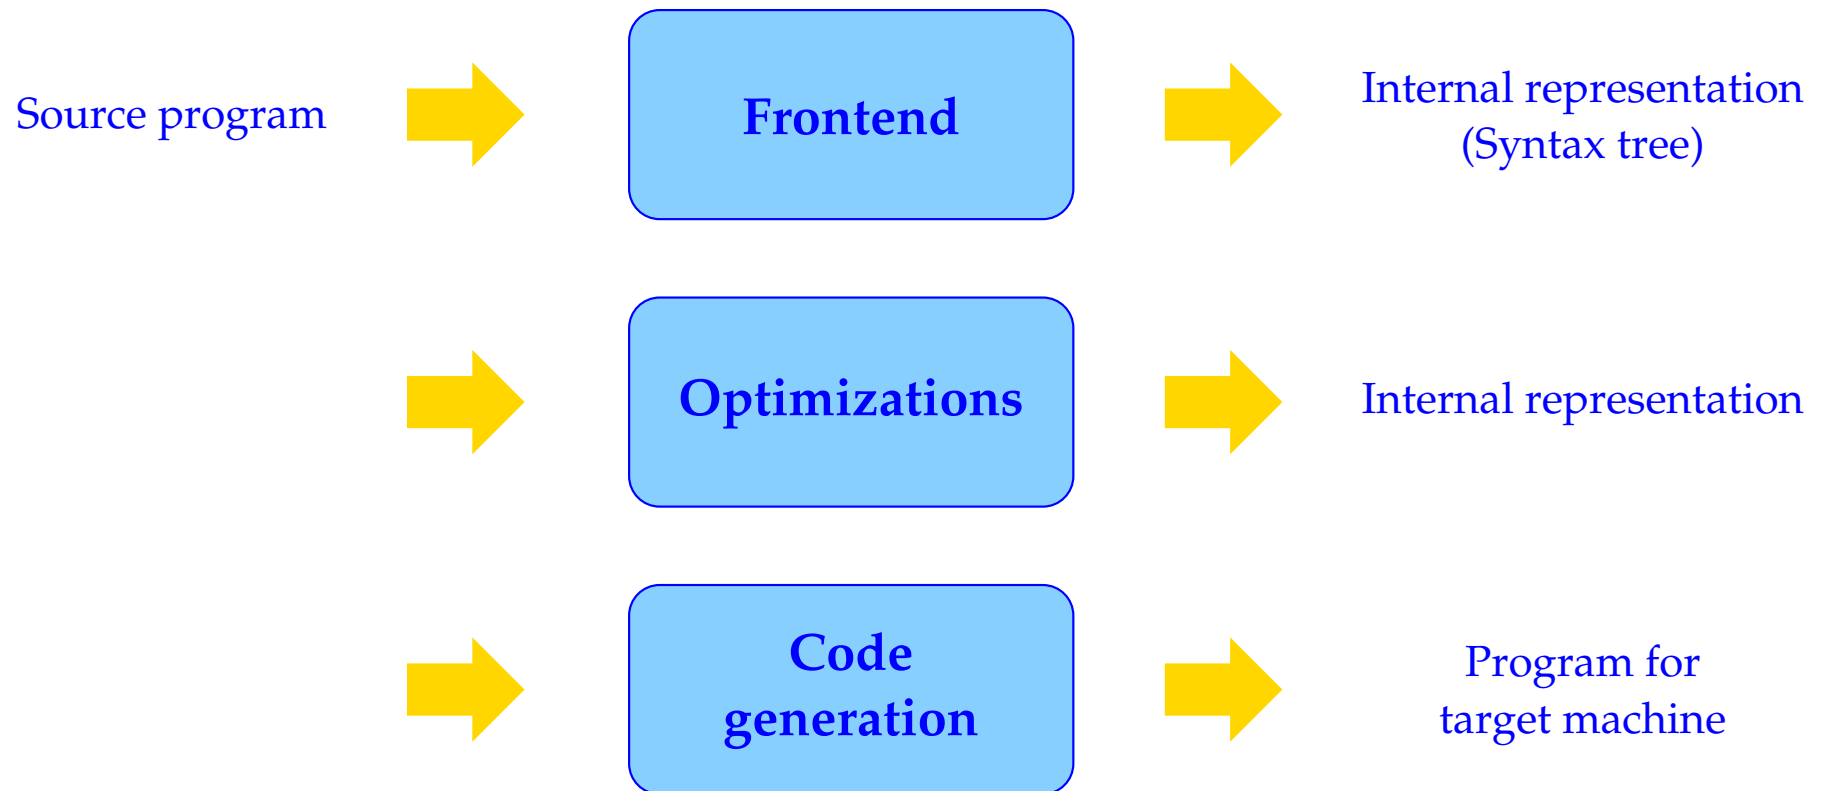 Source program
Frontend
Internal representation
(Syntax tree)
Optimizations
Internal representation
Code
generation
Program for
target machine